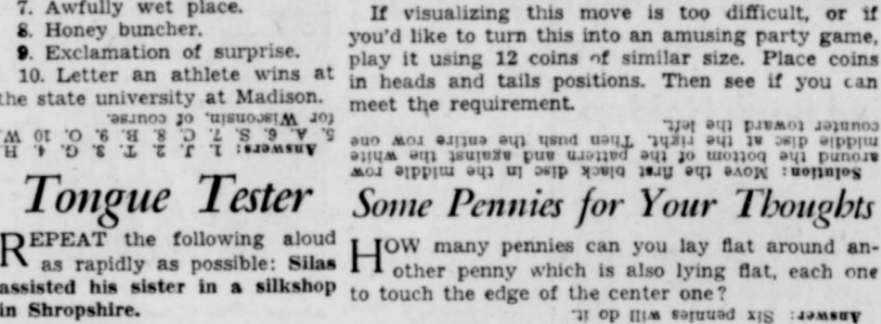 7. Awfully wet place.
8. Honey buncher.
9. Exclamation of surprise.
10. Letter an athlete wins at
the state university at Madison.
Answers: 1. J. 2. T. 3. G. 4. H.
5. A. 6. S. 7. C. 8. B. 9. O. 10 W.
for Wisconsin, of course.
Tongue Tester
REPEAT the following aloud
as rapidly as possible: Silas
assisted his sister in a silkshop
in Shropshire.
If visualizing this move is too difficult, or if
you'd like to turn this into an amusing party game,
play it using 12 coins of similar size. Place coins
in heads and tails positions. Then see if you can
meet the requirement.
Solution: Move the first black disc in the middle row
around the bottom of the pattern and against the white
middle disc at the right. Then push the entire row one
counter toward the left.
Some Pennies for Your Thoughts
HOW many pennies can you lay flat around an-
other penny which is also lying flat, each one
to touch the edge of the center one?
Answer: Six pennies will do it.